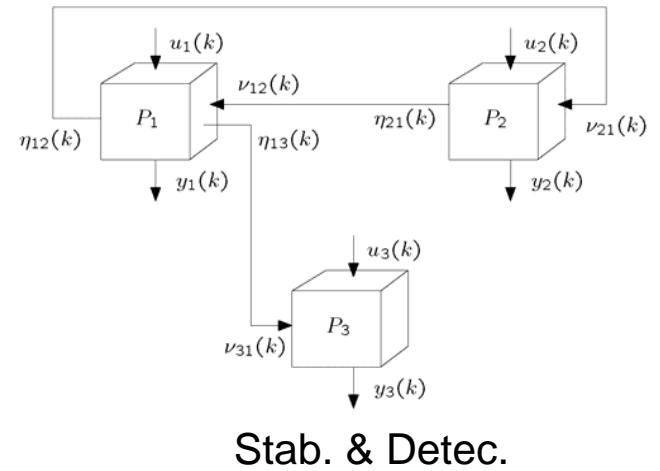 u₁(k)
u₂(k)
ν₁₂(k)
P₁
η₂₁(k)
P₂
ν₂₁(k)
η₁₂(k)
η₁₃(k)
y₁(k)
y₂(k)
u₃(k)
P₃
ν₃₁(k)
y₃(k)
Stab. & Detec.